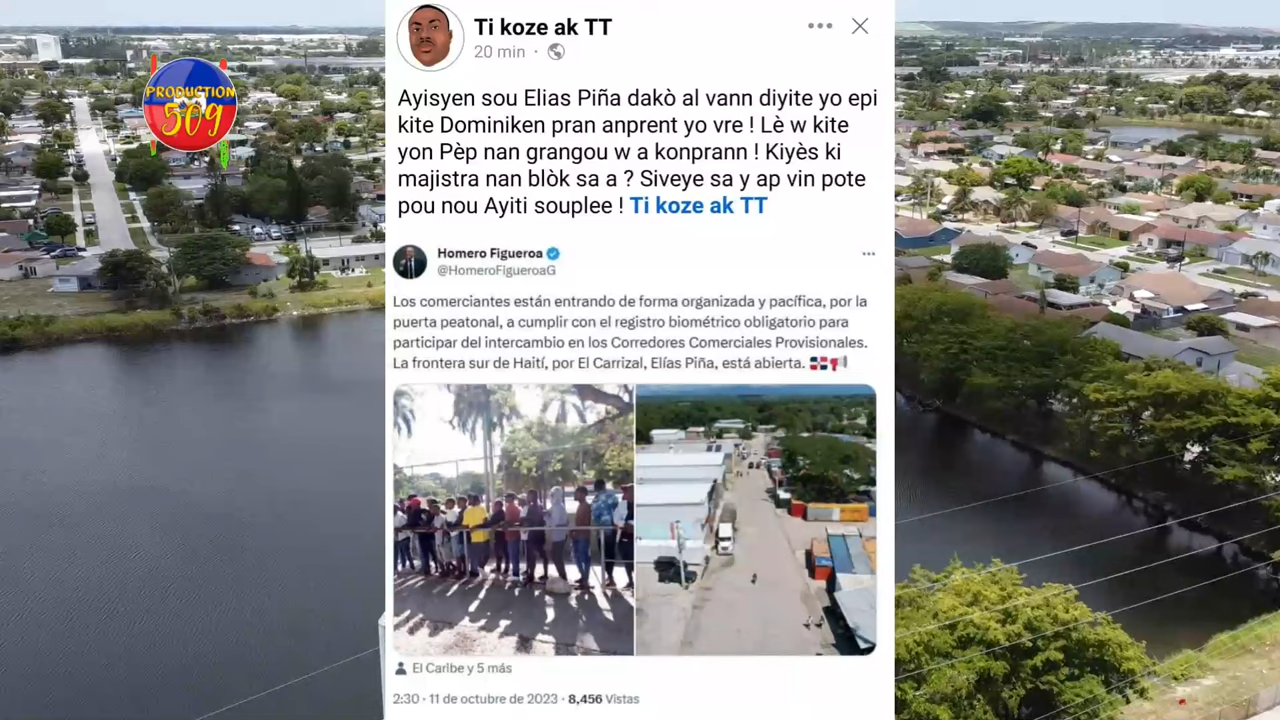 PRODUCTION
509
Ti koze ak TT
20 min ·
Ayisyen sou Elias Piña dakò al vann diyite yo epi
kite Dominiken pran anprent yo vre ! Lè w kite
yon Pèp nan grangou w a konprann ! Kiyès ki
majistra nan blòk sa a ? Siveye sa y ap vin pote
pou nou Ayiti souplee ! Ti koze ak TT
Homero Figueroa
@HomeroFigueroaG
Los comerciantes están entrando de forma organizada y pacífica, por la
puerta peatonal, a cumplir con el registro biométrico obligatorio para
participar del intercambio en los Corredores Comerciales Provisionales.
La frontera sur de Haití, por El Carrizal, Elías Piña, está abierta.
El Caribe y 5 más
2:30 · 11 de octubre de 2023 · 8,456 Vistas